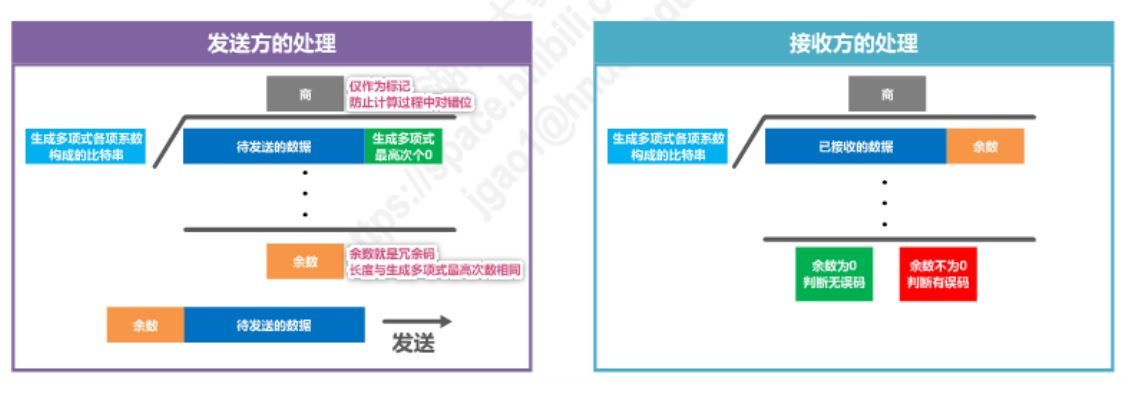 发送方的处理
商
仅作为标记
防止计算过程中对错位
生成多项式各项系数
构成的比特串
待发送的数据
生成多项式
最高次个0
余数
余数就是冗余码
长度与生成多项式最高次数相同
余数
待发送的数据
发送
接收方的处理
商
生成多项式各项系数
构成的比特串
已接收的数据
余数
余数为0
判断无误码
余数不为0
判断有误码